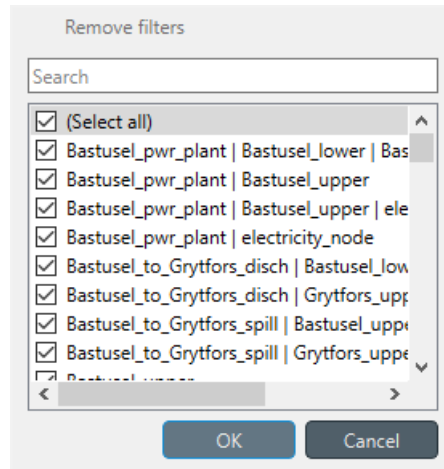 Remove filters
Search
(Select all)
Bastusel_pwr_plant | Bastusel_lower | Bas
Bastusel_pwr_plant | Bastusel_upper
Bastusel_pwr_plant | Bastusel_upper | ele
Bastusel_pwr_plant | electricity_node
Bastusel_to_Grytfors_disch | Bastusel_low
Bastusel_to_Grytfors_disch | Grytfors_upp
Bastusel_to_Grytfors_spill | Bastusel_uppe
Bastusel_to_Grytfors_spill | Grytfors_uppe
Bastusel_upper
OK
Cancel